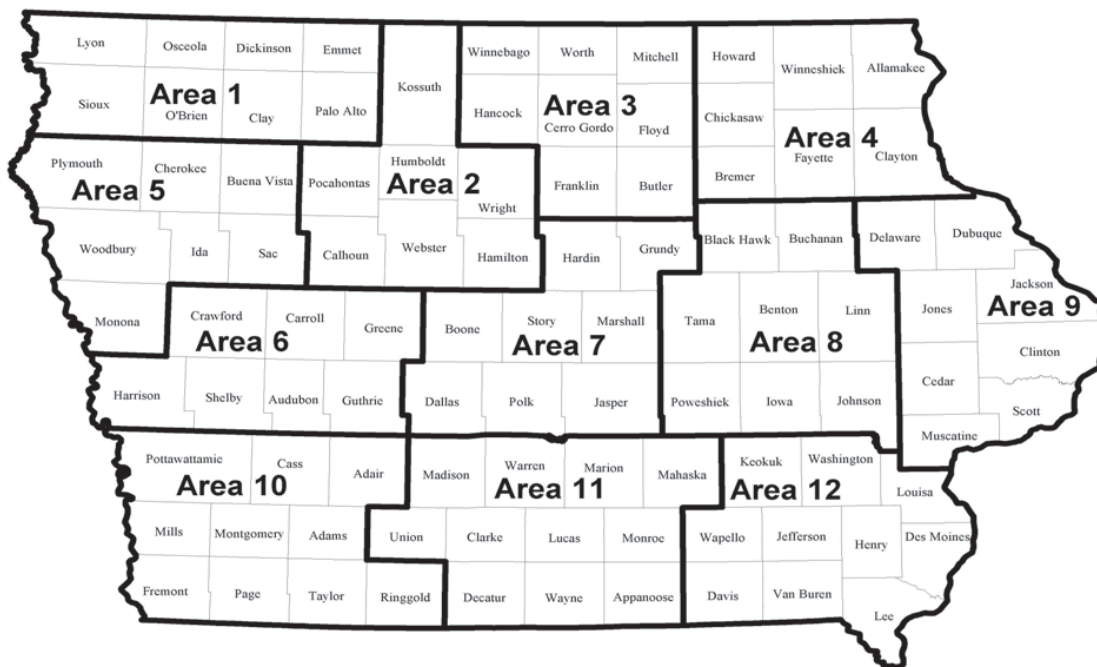 Lyon
Osceola
Dickinson
Emmet
Kossuth
Winnebago
Worth
Mitchell
Howard
Winneshiek
Allamakee
Sioux
Area 1
O'Brien
Clay
Palo Alto
Hancock
Area 3
Cerro Gordo
Floyd
Chickasaw
Area 4
Fayette
Clayton
Plymouth
Cherokee
Buena Vista
Area 5
Pocahontas
Humboldt
Area 2
Wright
Franklin
Butler
Bremer
Woodbury
Ida
Sac
Calhoun
Webster
Hamilton
Hardin
Grundy
Black Hawk
Buchanan
Delaware
Dubuque
Monona
Crawford
Carroll
Greene
Area 6
Boone
Story
Marshall
Area 7
Tama
Benton
Linn
Area 8
Jones
Jackson
Area 9
Clinton
Harrison
Shelby
Audubon
Guthrie
Dallas
Polk
Jasper
Poweshiek
Iowa
Johnson
Cedar
Scott
Muscatine
Pottawattamie
Cass
Adair
Area 10
Madison
Warren
Marion
Mahaska
Area 11
Keokuk
Washington
Area 12
Louisa
Mills
Montgomery
Adams
Union
Clarke
Lucas
Monroe
Wapello
Jefferson
Henry
Des Moines
Fremont
Page
Taylor
Ringgold
Decatur
Wayne
Appanoose
Davis
Van Buren
Lee